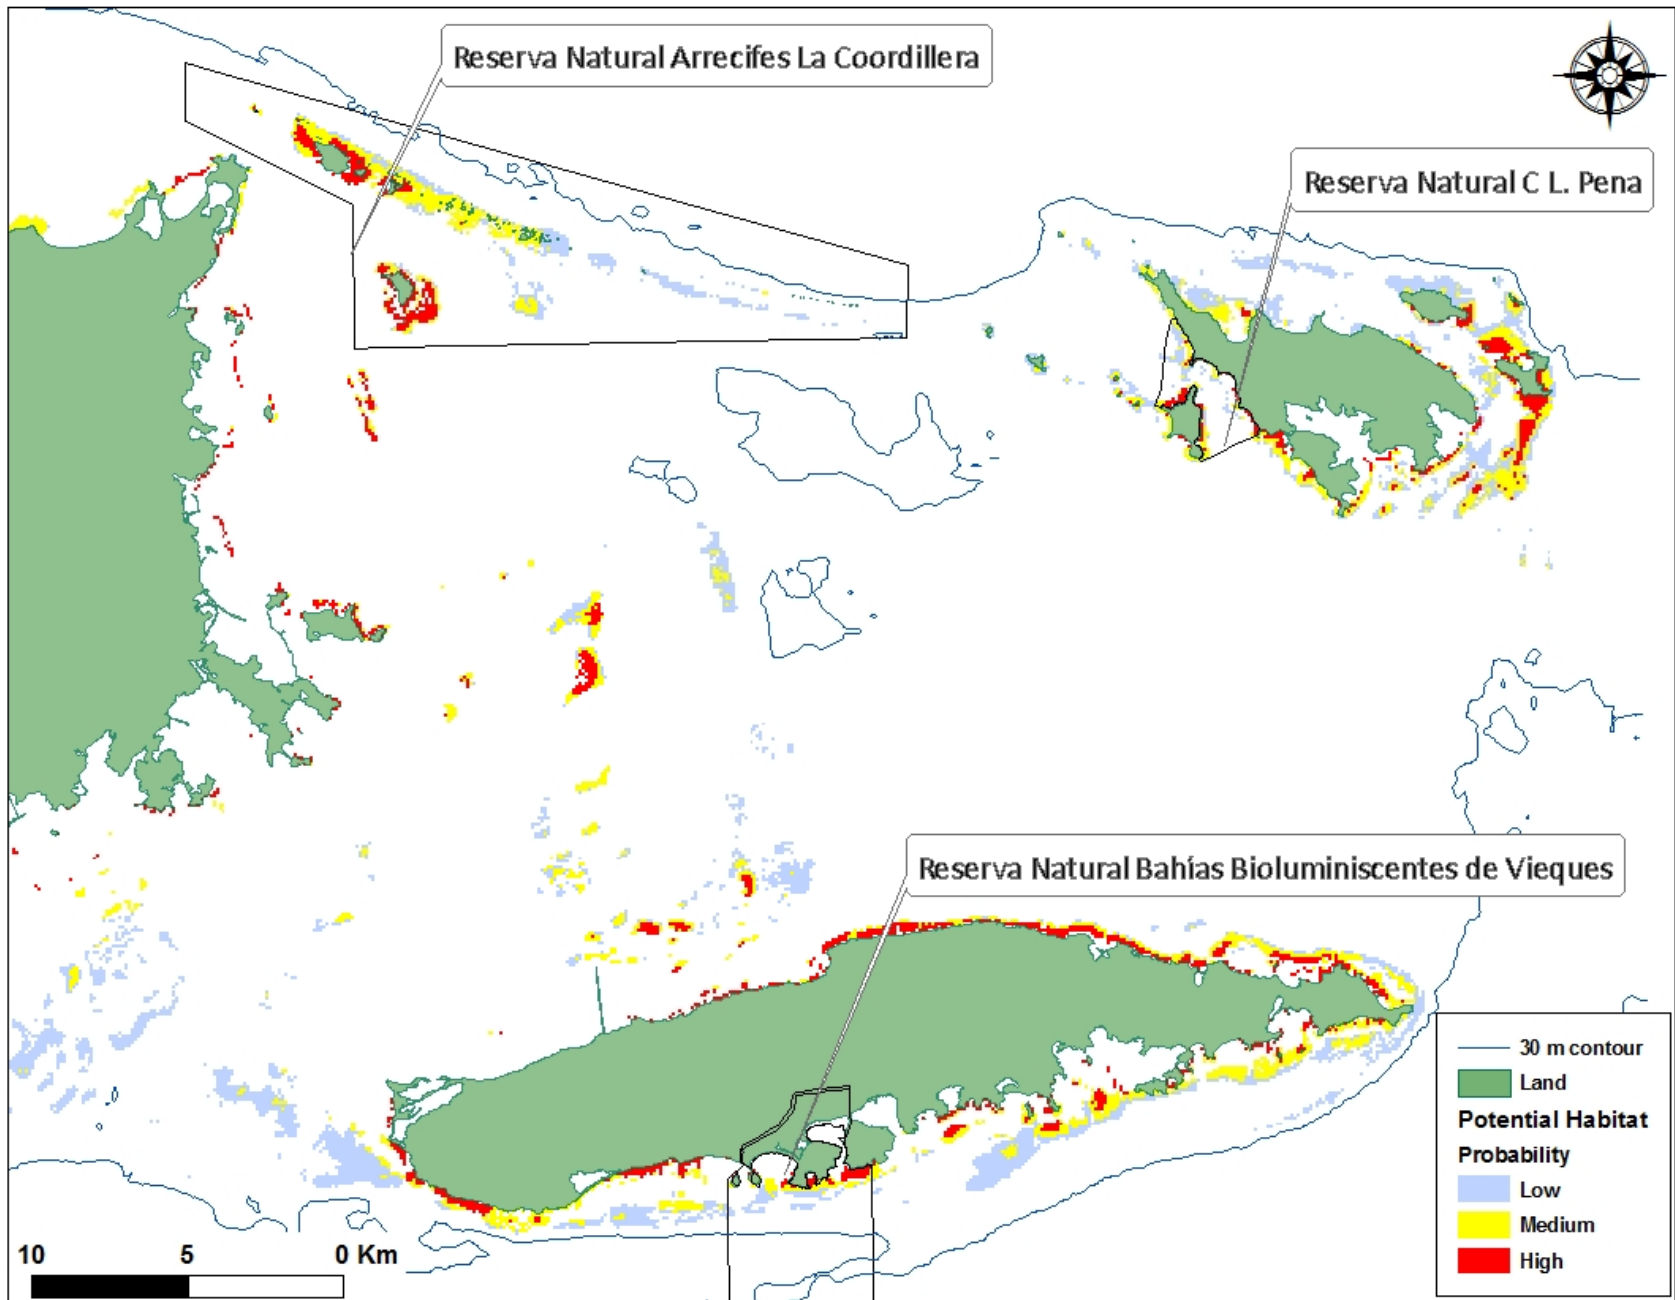 Reserva Natural Arrecifes La Coordillera
Reserva Natural C L. Pena
Reserva Natural Bahías Bioluminiscentes de Vieques
30 m contour
Land
Potential Habitat
Probability
Low
Medium
High
10 5 0 Km